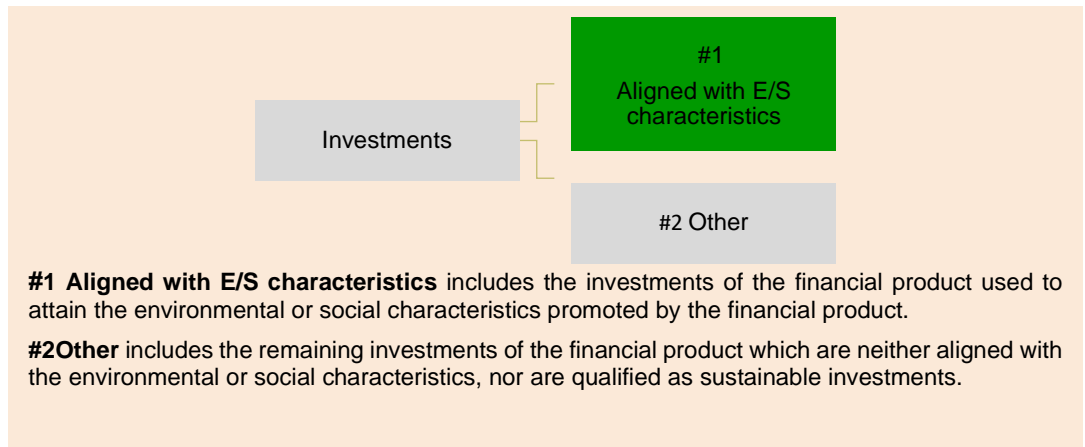 #1
Aligned with E/S
characteristics
Investments
#2 Other
#1 Aligned with E/S characteristics includes the investments of the financial product used to
attain the environmental or social characteristics promoted by the financial product.
#2Other includes the remaining investments of the financial product which are neither aligned with
the environmental or social characteristics, nor are qualified as sustainable investments.